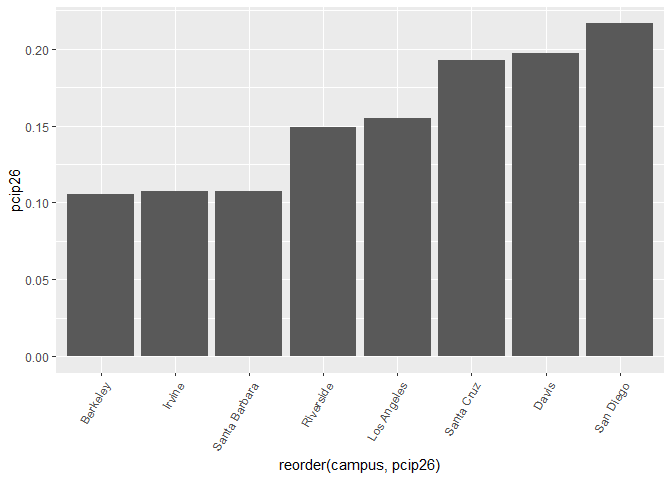 0.20
0.15
0.10
0.05
0.00
pcip26
Berkeley
Irvine
Santa Barbara
Riverside
Los Angeles
Santa Cruz
Davis
San Diego
reorder(campus, pcip26)